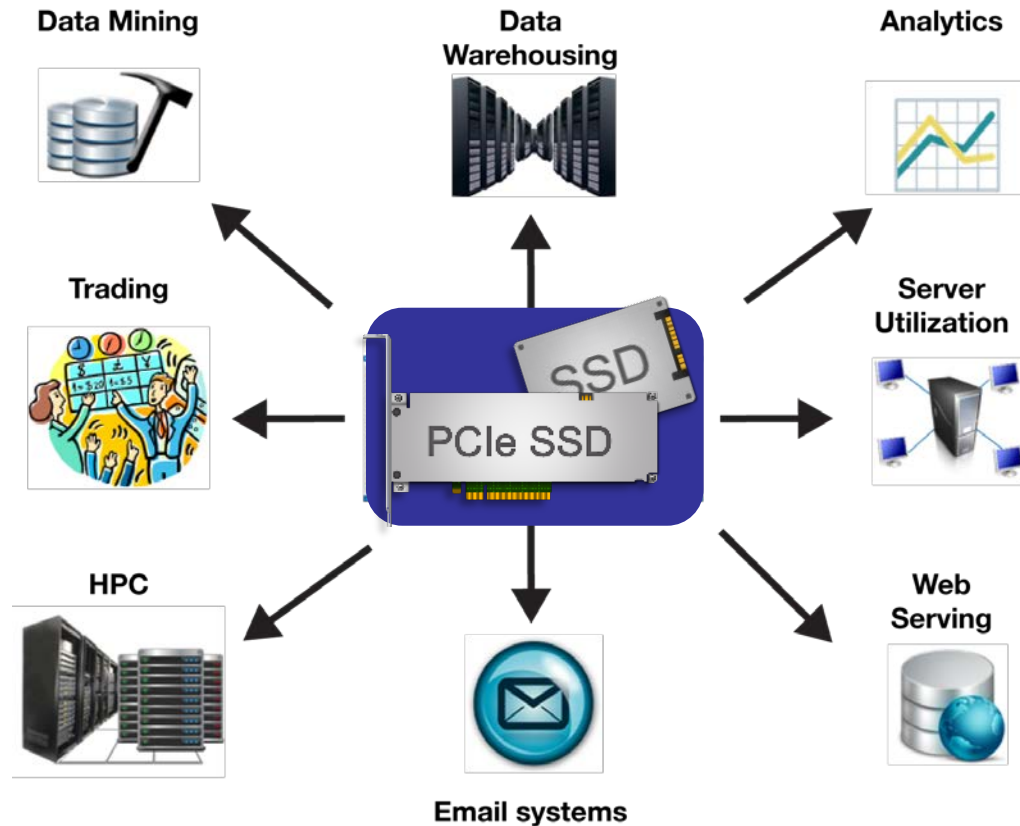 Data Mining
Data
Warehousing
Analytics
Trading
$ £ ¥
Server
Utilization
SSD
PCIe SSD
HPC
Web
Serving
Email systems